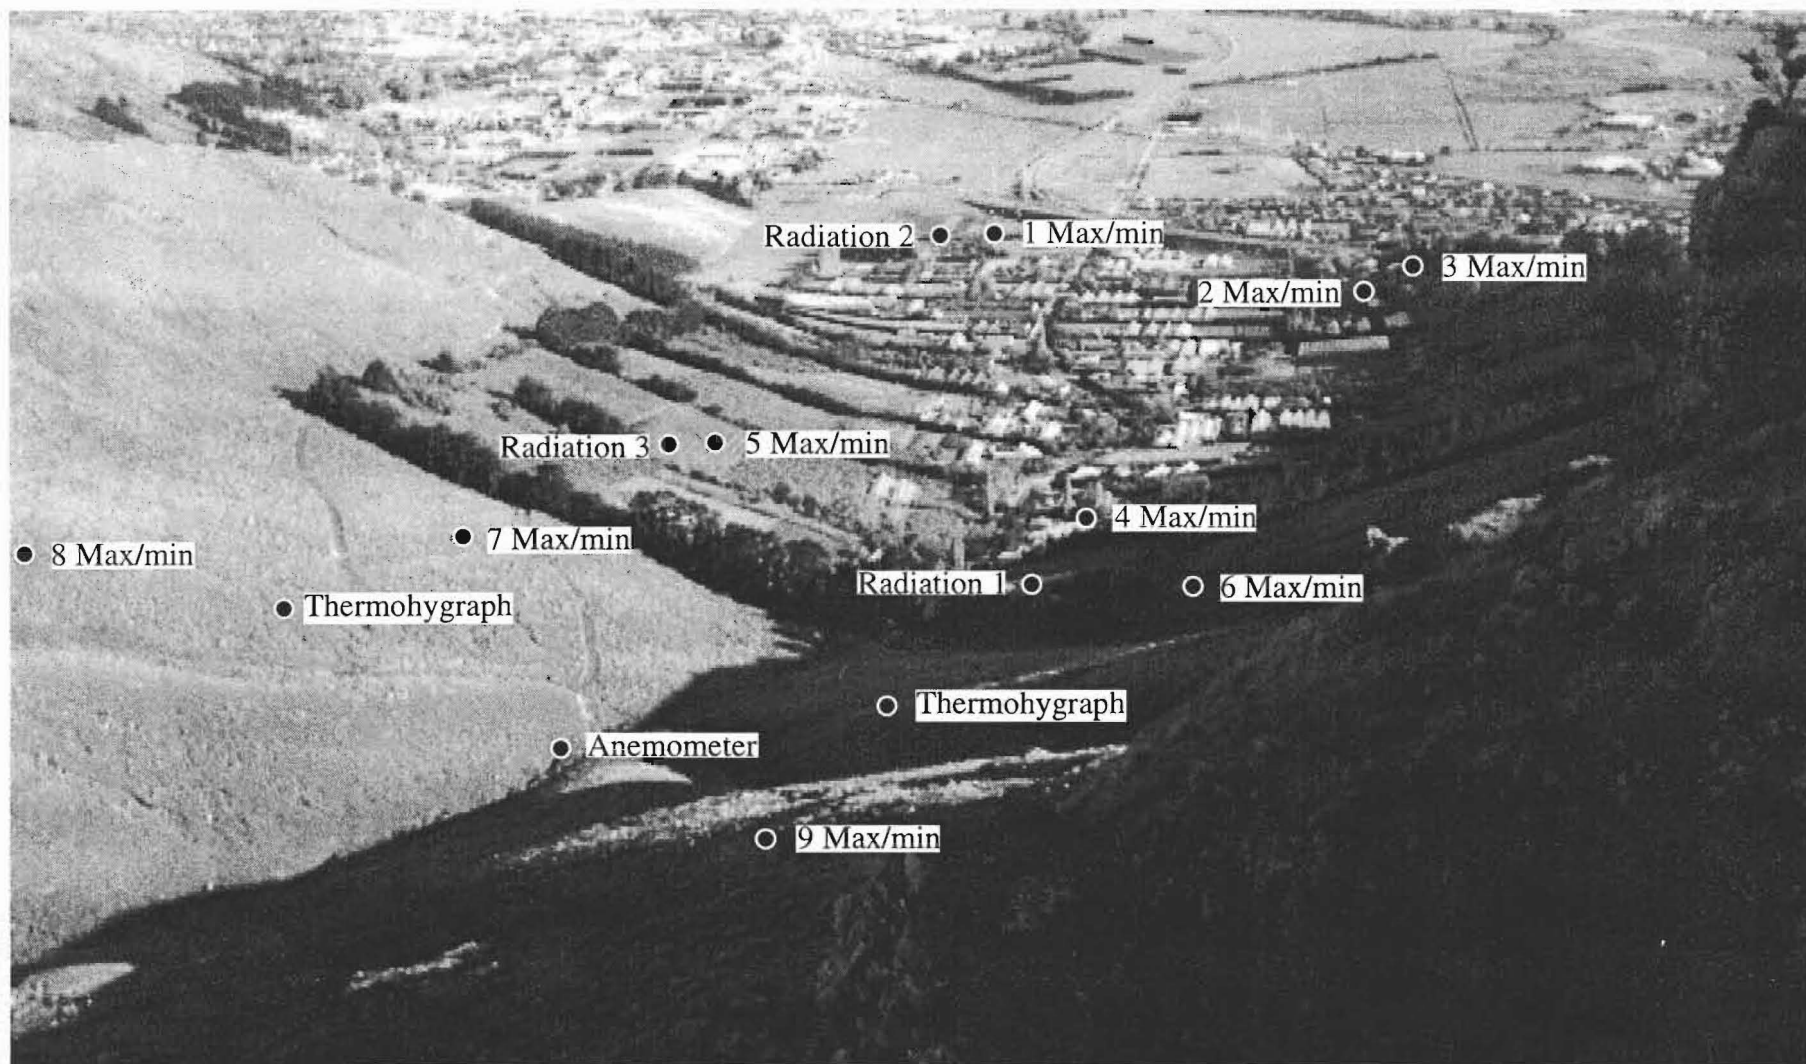 Radiation 2
1 Max/min
3 Max/min
2 Max/min
Radiation 3
5 Max/min
4 Max/min
7 Max/min
8 Max/min
Radiation 1
6 Max/min
Thermohygraph
Thermohygraph
Anemometer
9 Max/min